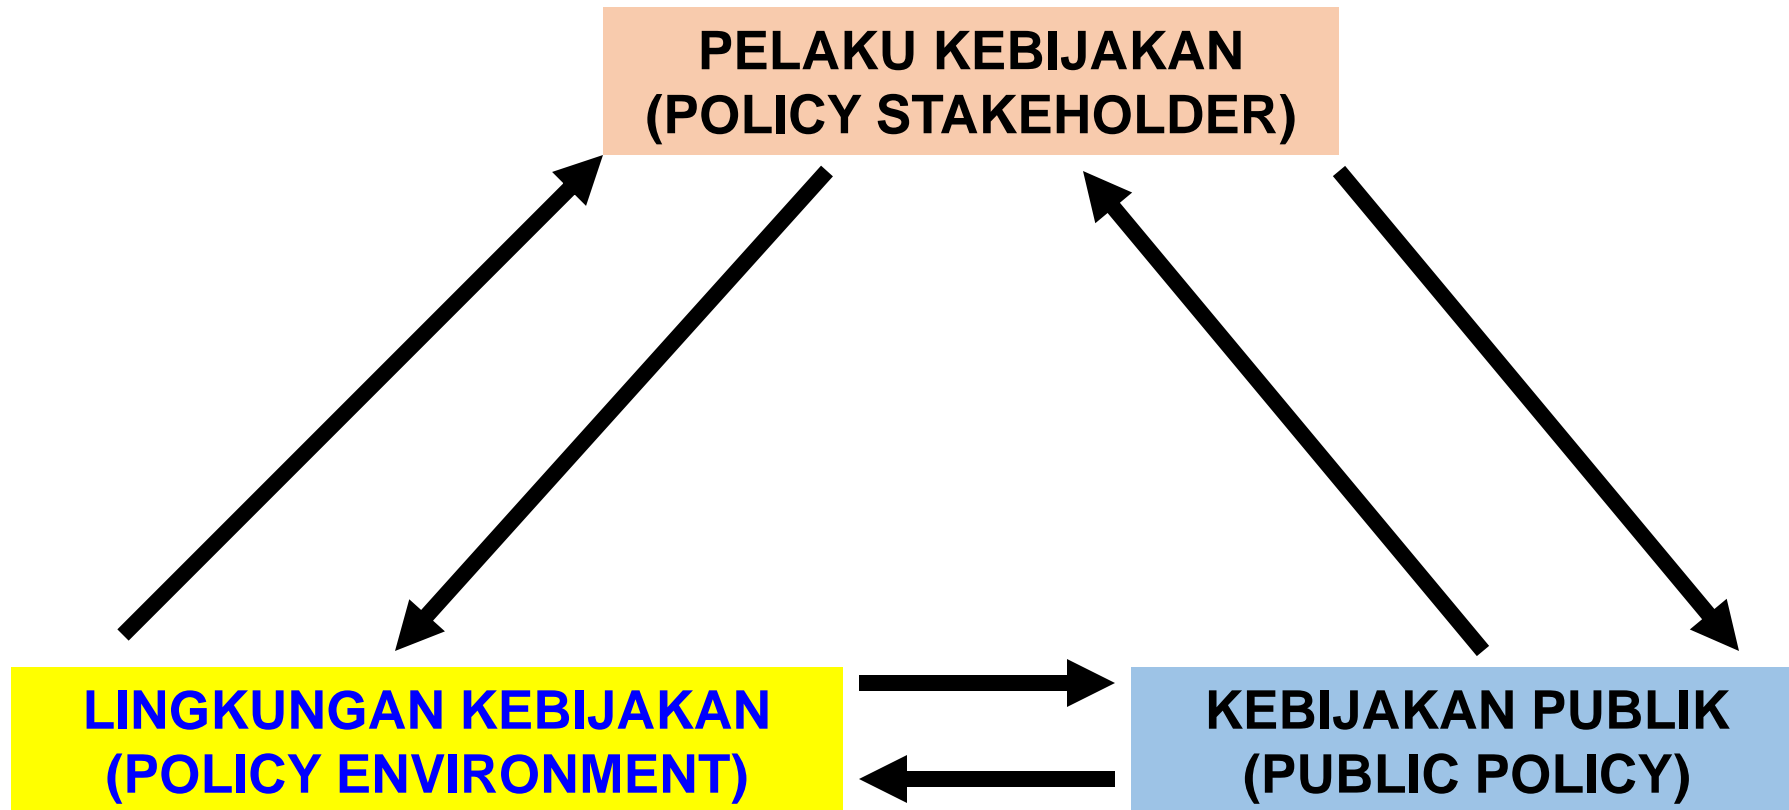 PELAKU KEBIJAKAN
(POLICY STAKEHOLDER)
LINGKUNGAN KEBIJAKAN
(POLICY ENVIRONMENT)
KEBIJAKAN PUBLIK
(PUBLIC POLICY)